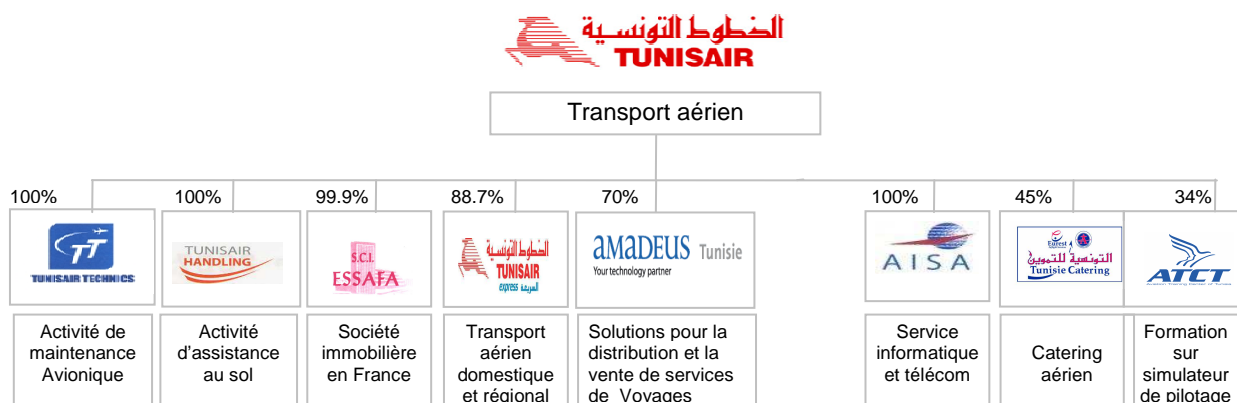 الخطوط التونسية
TUNISAIR
Transport aérien
100%
100%
99.9%
88.7%
70%
100%
45%
34%
TT
TUNISAIR TECHNICS
TUNISAIR
HANDLING
S.C.I.
ESSAFA
الخطوط التونسية
TUNISAIR
express السريعة
AMADEUS Tunisie
Your technology partner
AISA
Eurest
التونسية للتموين
Tunisie Catering
ATCT
Activité de
maintenance
Avionique
Activité
d’assistance
au sol
Société
immobilière
en France
Transport
aérien
domestique
et régional
Solutions pour la
distribution et la
vente de services
de Voyages
Service
informatique
et télécom
Catering
aérien
Formation
sur
simulateur
de pilotage